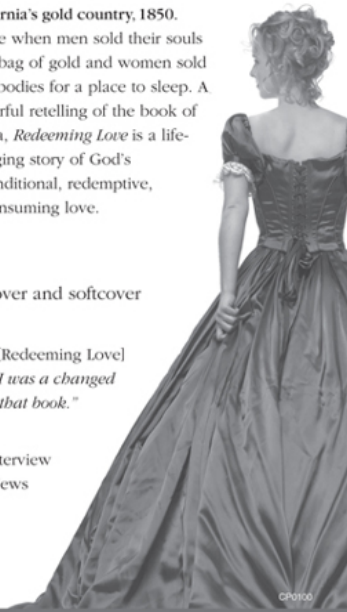 rnia's gold country, 1850.
e when men sold their souls
bag of gold and women sold
bodies for a place to sleep. A
rful retelling of the book of
a, Redeeming Love is a life-
ging story of God's
nditional, redemptive,
nsuming love.
over and softcover
[Redeeming Love]
I was a changed
that book."
terview
ews
CP0100